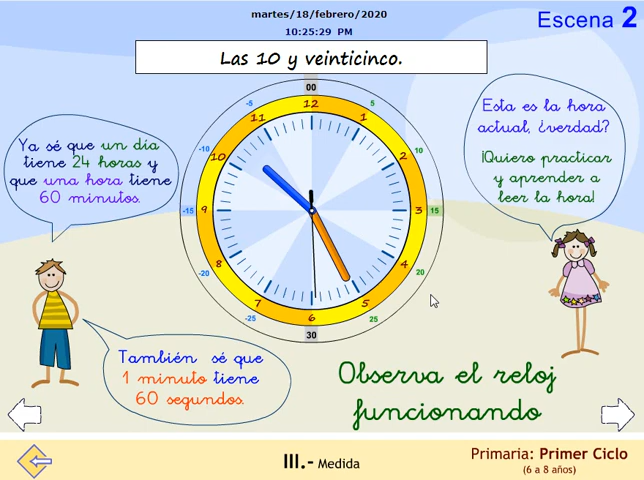 martes/18/febrero/2020
10:25:29 PM
Escena 2
Las 10 y veinticinco.
Ya sé que un día
tiene 24 horas y
que una hora tiene
60 minutos.
Esta es la hora
actual, ¿verdad?
¡Quiero practicar
y aprender a
leer la hora!
00
-5
5
-10
10
-15
15
-20
20
-25
25
30
12
1
2
3
4
5
6
7
8
9
10
11
También sé que
1 minuto tiene
60 segundos.
Observa el reloj
funcionando
III.- Medida
Primaria: Primer Ciclo
(6 a 8 años)